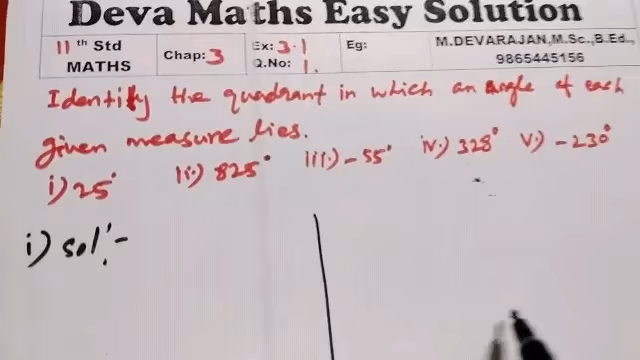 Deva Maths Easy Solution
11th Std MATHS
Chap: 3
Ex: 3.1
Q.No: 1.
Eg:
M.DEVARAJAN,M.Sc.,B.Ed.,
9865445156
Identify the quadrant in which an angle of each
given measure lies.
i) 25° ii) 825° iii) -55° iv) 328° v) -230°
i) sol:-